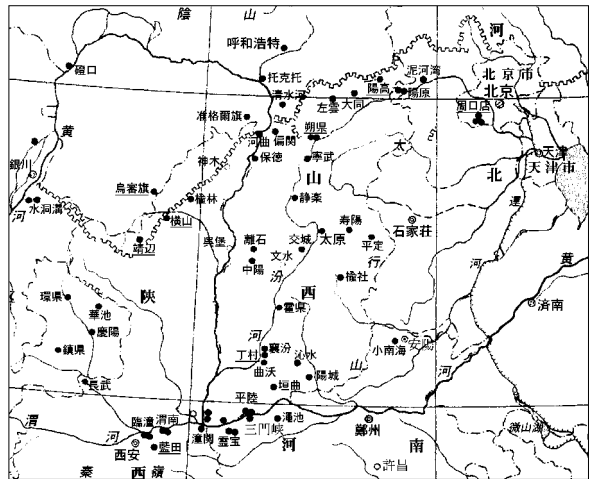 陰山
河
呼和浩特
泥河湾
北京市
磴口
托克托
陽高
陽原
北京
清水河
左雲
大同
周口店
准格爾旗
黄
河曲
偏関
朔県
天津
天津市
保徳
寧武
太
銀川
神木
山
北
烏審旗
楡林
静楽
運
水洞溝
河
横山
寿陽
石家荘
呉堡
離石
交城
太原
平定
靖辺
文水
行
河
黄
中陽
汾
楡社
陝
西
環県
済南
華池
霍県
慶陽
河
小南海
安陽
鎮県
丁村
襄汾
沁水
曲沃
山
長武
陽城
河
垣曲
平陸
渭
臨潼
渭南
微山湖
河
潼関
霊宝
三門峡
澠池
鄭州
西安
藍田
河
南
秦
西
嶺
許昌